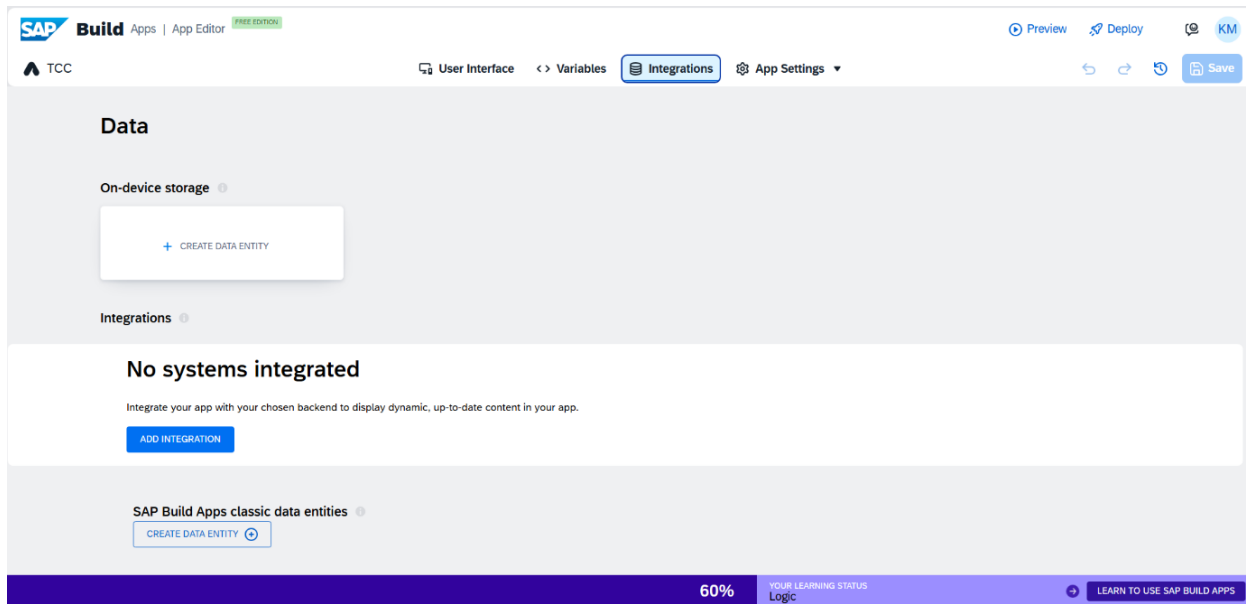 SAP Build Apps | App Editor FREE EDITION Preview Deploy KM
TCC User Interface <> Variables Integrations App Settings Save
Data
On-device storage
+ CREATE DATA ENTITY
Integrations
No systems integrated
Integrate your app with your chosen backend to display dynamic, up-to-date content in your app.
ADD INTEGRATION
SAP Build Apps classic data entities
CREATE DATA ENTITY
60% YOUR LEARNING STATUS
Logic LEARN TO USE SAP BUILD APPS